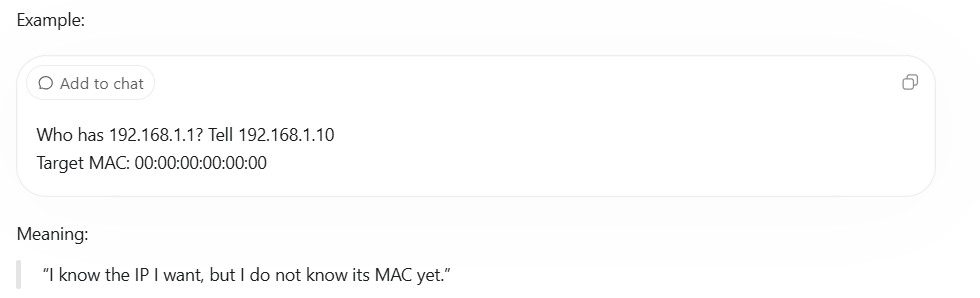 Example:
Add to chat
Who has 192.168.1.1? Tell 192.168.1.10
Target MAC: 00:00:00:00:00:00
Meaning:
“I know the IP I want, but I do not know its MAC yet.”